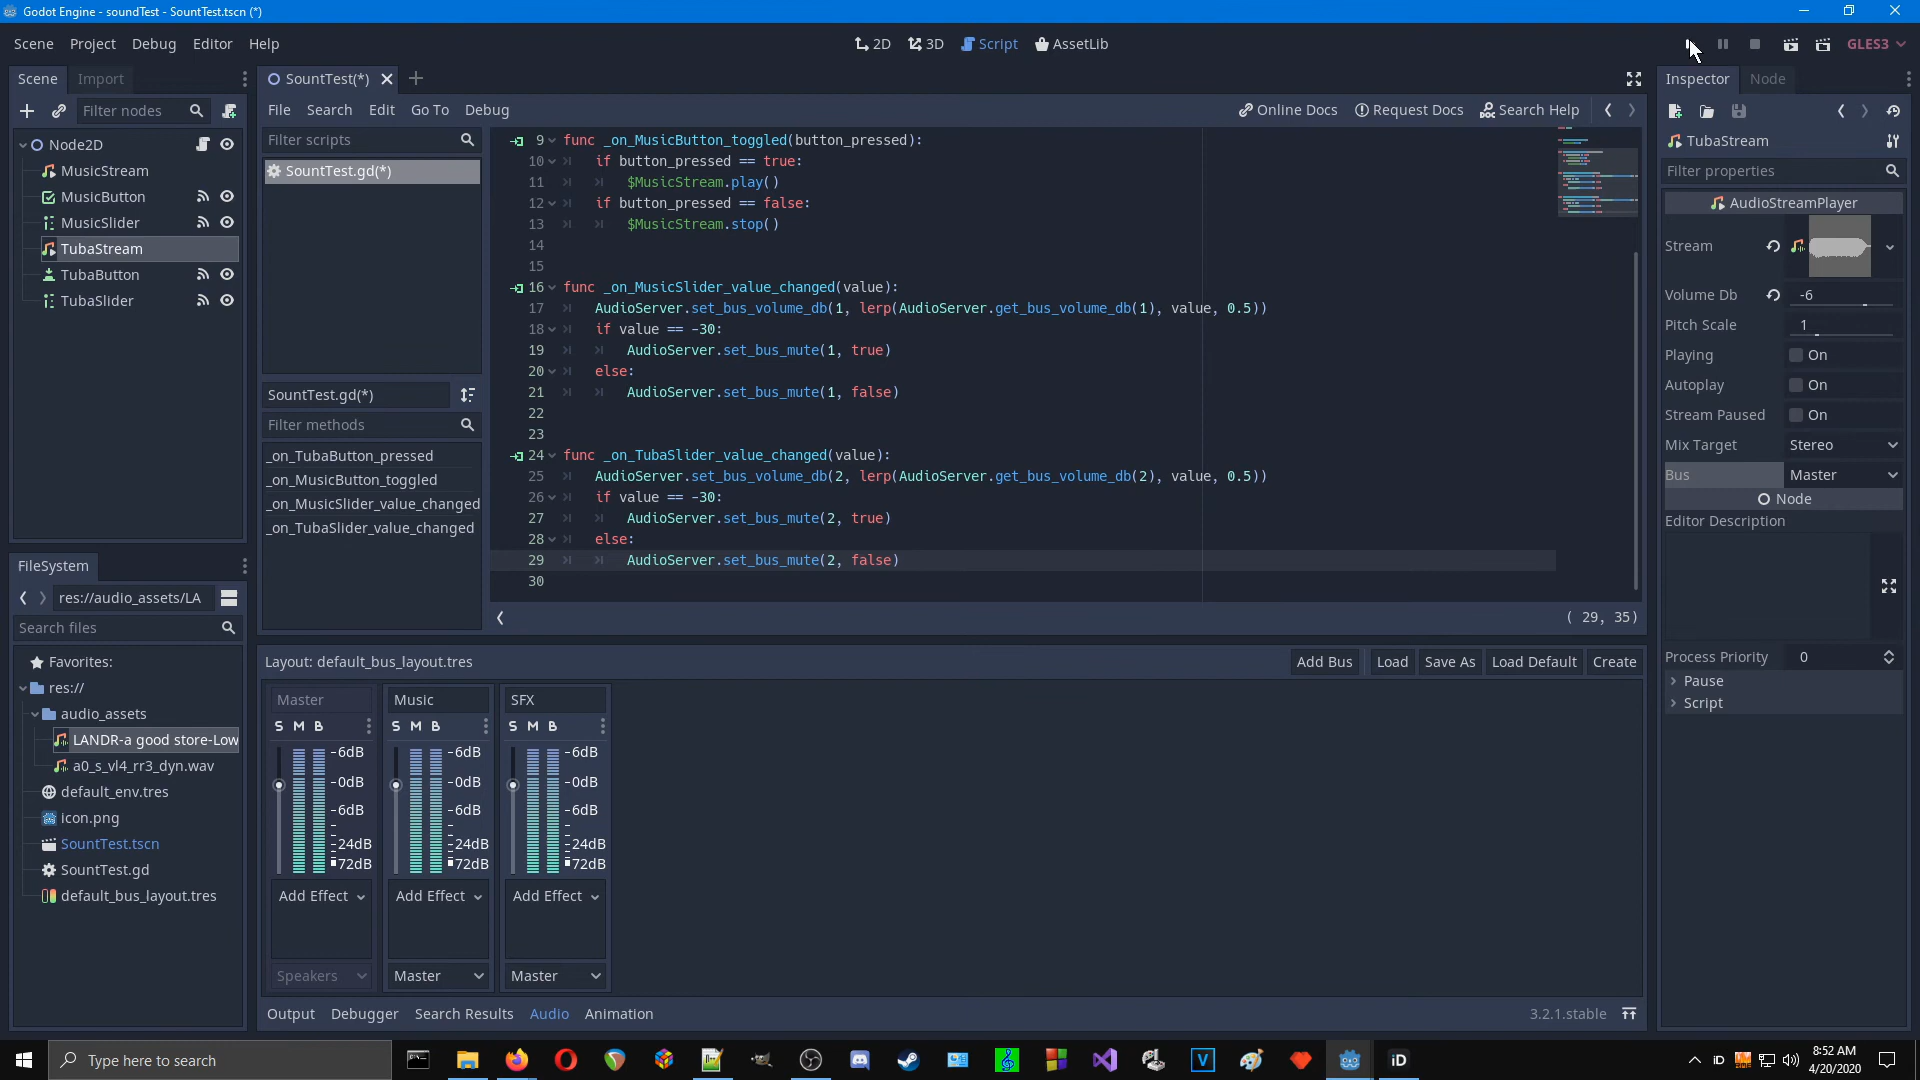 Godot Engine - soundTest - SountTest.tscn (*)
Scene Project Debug Editor Help
2D 3D Script AssetLib
GLES3
Scene Import
Filter nodes
Node2D
MusicStream
MusicButton
MusicSlider
TubaStream
TubaButton
TubaSlider
FileSystem
res://audio_assets/LA
Search files
Favorites:
res://
audio_assets
LANDR-a good store-Low
a0_s_vl4_rr3_dyn.wav
default_env.tres
icon.png
SountTest.tscn
SountTest.gd
default_bus_layout.tres
SountTest(*)
File Search Edit Go To Debug
Online Docs Request Docs Search Help
Filter scripts
SountTest.gd(*)
SountTest.gd(*)
Filter methods
_on_TubaButton_pressed
_on_MusicButton_toggled
_on_MusicSlider_value_changed
_on_TubaSlider_value_changed
9 func _on_MusicButton_toggled(button_pressed):
10 if button_pressed == true:
11 $MusicStream.play()
12 if button_pressed == false:
13 $MusicStream.stop()
14
15
16 func _on_MusicSlider_value_changed(value):
17 AudioServer.set_bus_volume_db(1, lerp(AudioServer.get_bus_volume_db(1), value, 0.5))
18 if value == -30:
19 AudioServer.set_bus_mute(1, true)
20 else:
21 AudioServer.set_bus_mute(1, false)
22
23
24 func _on_TubaSlider_value_changed(value):
25 AudioServer.set_bus_volume_db(2, lerp(AudioServer.get_bus_volume_db(2), value, 0.5))
26 if value == -30:
27 AudioServer.set_bus_mute(2, true)
28 else:
29 AudioServer.set_bus_mute(2, false)
30
( 29, 35)
Layout: default_bus_layout.tres
Add Bus Load Save As Load Default Create
Master Music SFX
S M B S M B S M B
-6dB -6dB -6dB
-0dB -0dB -0dB
-6dB -6dB -6dB
-24dB -24dB -24dB
72dB 72dB 72dB
Add Effect Add Effect Add Effect
Speakers Master Master
Output Debugger Search Results Audio Animation
3.2.1.stable
Inspector Node
TubaStream
Filter properties
AudioStreamPlayer
Stream
Volume Db -6
Pitch Scale 1
Playing On
Autoplay On
Stream Paused On
Mix Target Stereo
Bus Master
Node
Editor Description
Process Priority 0
Pause
Script
Type here to search
V
iD
iD
8:52 AM
4/20/2020